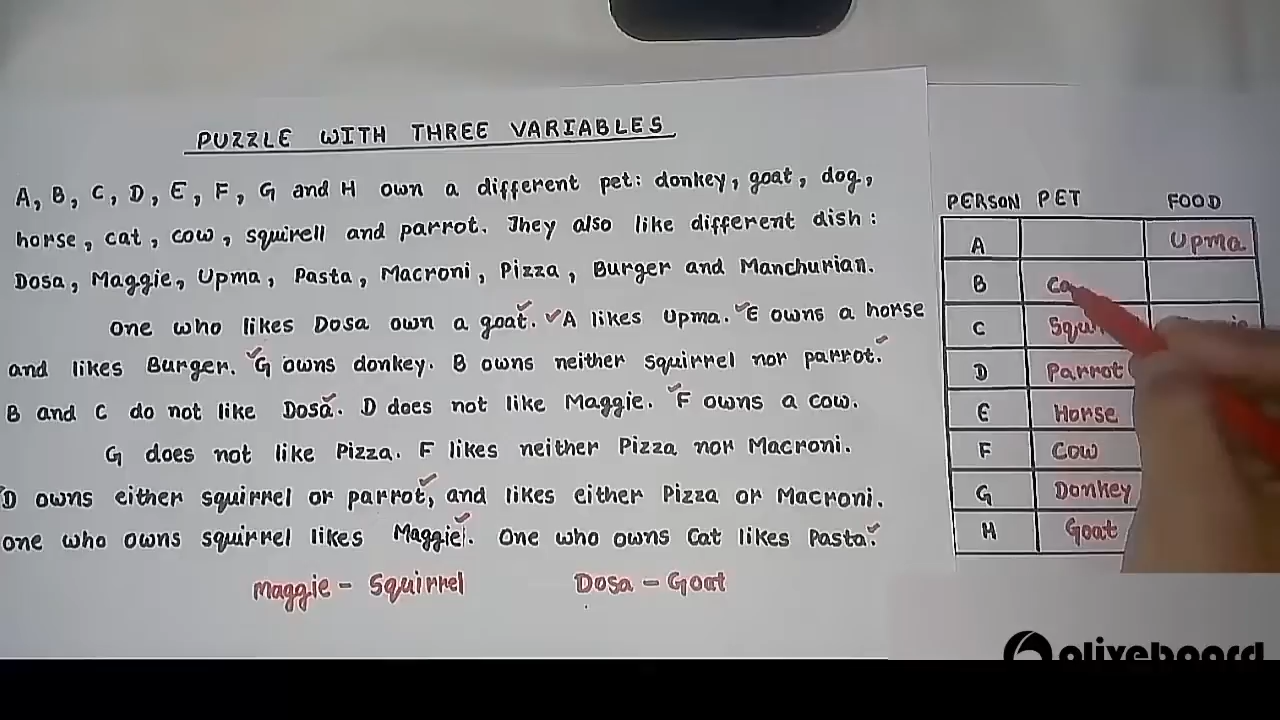 PUZZLE WITH THREE VARIABLES
A, B, C, D, E, F, G and H own a different pet: donkey, goat, dog,
horse, cat, cow, squirell and parrot. They also like different dish:
Dosa, Maggie, Upma, Pasta, Macroni, Pizza, Burger and Manchurian.
One who likes Dosa own a goat. A likes Upma. E owns a horse
and likes Burger. G owns donkey. B owns neither squirrel nor parrot.
B and C do not like Dosa. D does not like Maggie. F owns a cow.
G does not like Pizza. F likes neither Pizza nor Macroni.
D owns either squirrel or parrot, and likes either Pizza or Macroni.
one who owns squirrel likes Maggie. One who owns Cat likes Pasta.
Maggie - Squirrel Dosa - Goat
PERSON PET FOOD
A Upma
B
C
D Parrot
E Horse
F Cow
G Donkey
H Goat
oliveboard